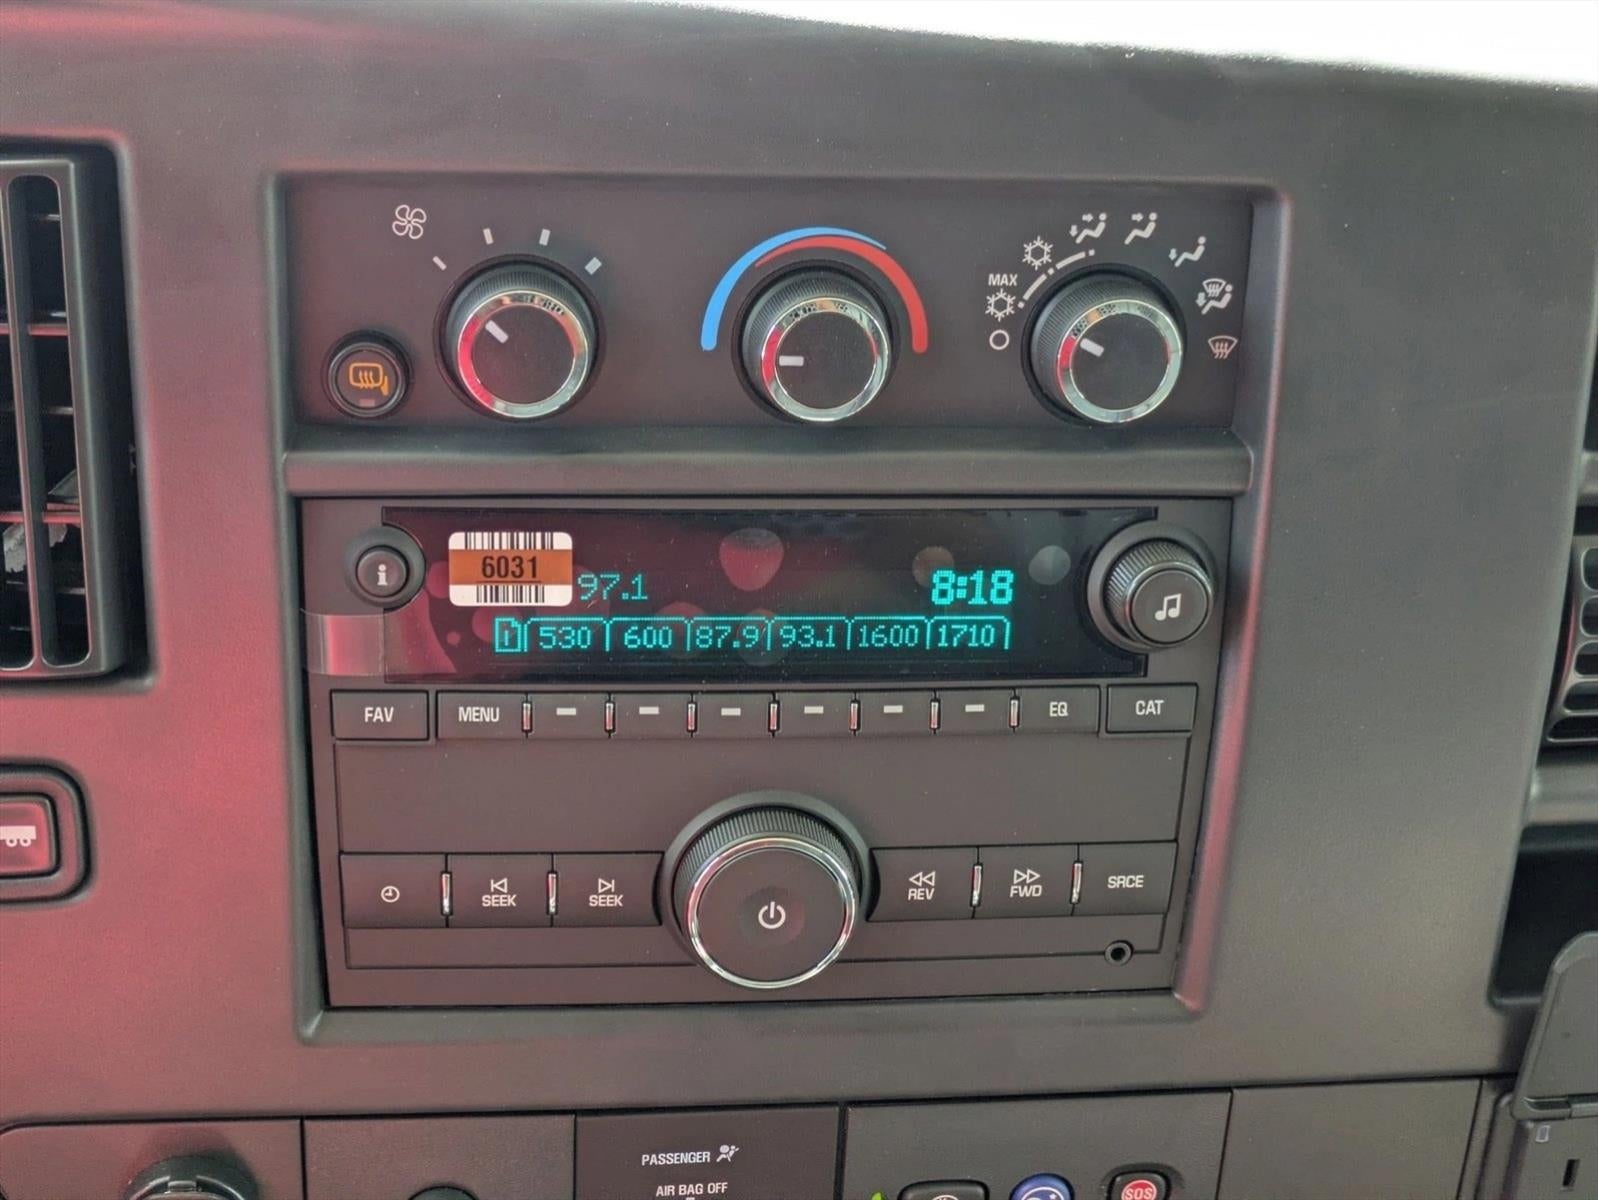 MAX
6031
97.1
8:18
1 530 600 87.9 93.1 1600 1710
FAV MENU EQ CAT
SEEK SEEK REV FWD SRCE
PASSENGER
AIR BAG OFF
SOS